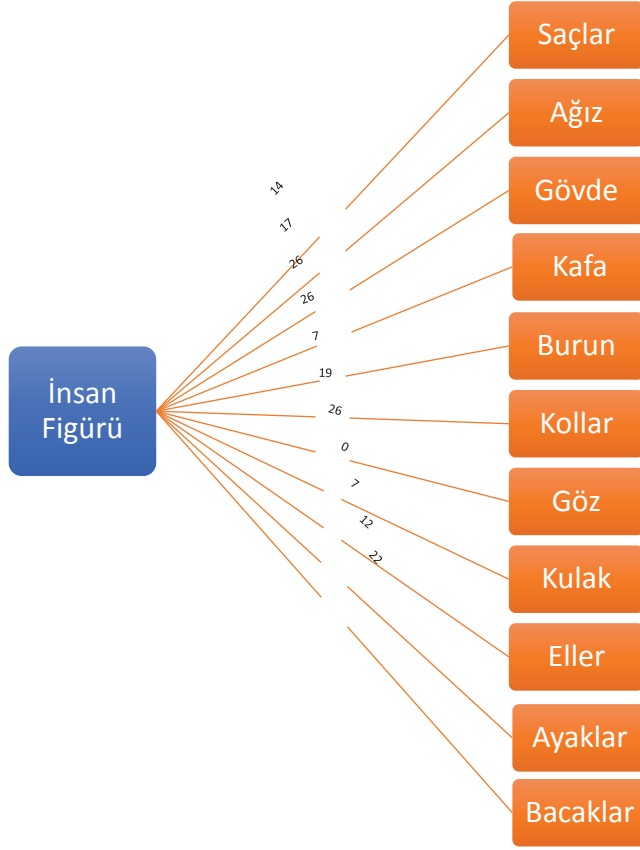 Saçlar
Ağız
Gövde
Kafa
Burun
Kollar
Göz
Kulak
Eller
Ayaklar
Bacaklar
İnsan
Figürü
14
17
26
26
7
19
26
0
7
12
22